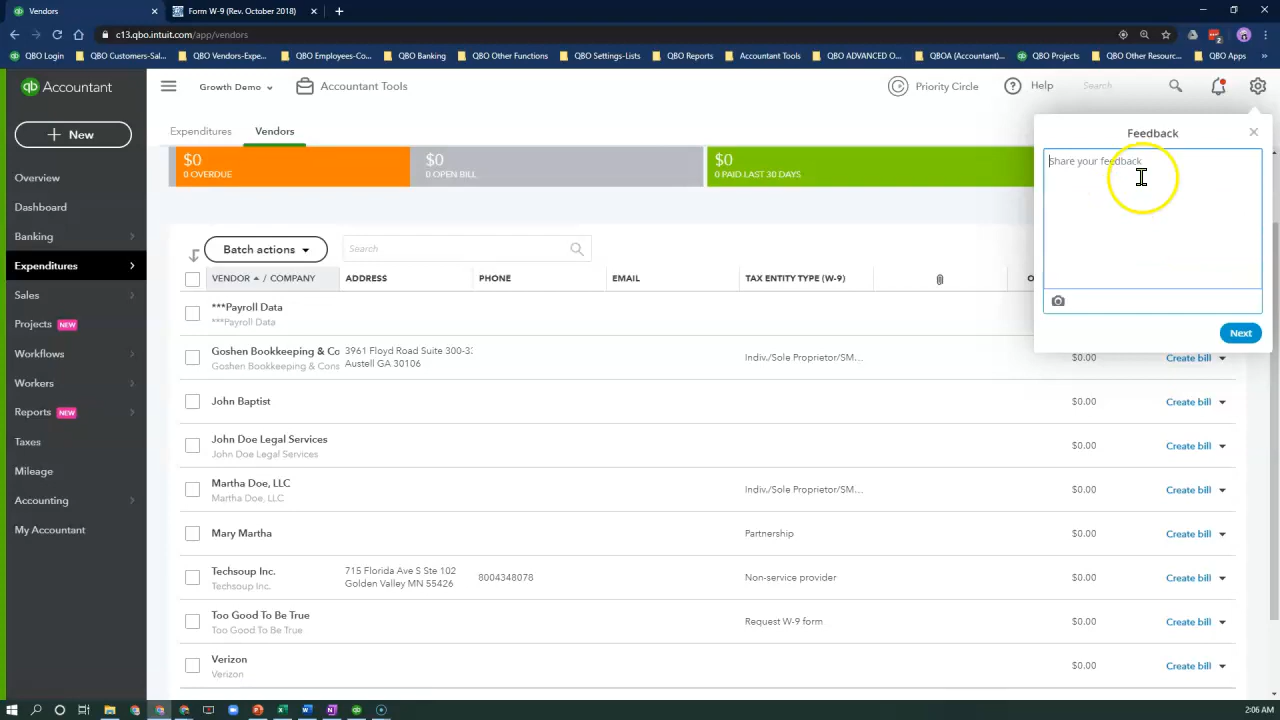 Vendors
Form W-9 (Rev. October 2018)
c13.qbo.intuit.com/app/vendors
QBO Login
QBO Customers-Sal...
QBO Vendors-Expe...
QBO Employees-Co...
QBO Banking
QBO Other Functions
QBO Settings-Lists
QBO Reports
Accountant Tools
QBO ADVANCED O...
QBOA (Accountant)...
QBO Projects
QBO Other Resourc...
QBO Apps
qb Accountant
Growth Demo
Accountant Tools
Priority Circle
Help
Search
+ New
Overview
Dashboard
Banking
Expenditures
Sales
Projects NEW
Workflows
Workers
Reports NEW
Taxes
Mileage
Accounting
My Accountant
Expenditures
Vendors
$0
0 OVERDUE
$0
0 OPEN BILL
$0
0 PAID LAST 30 DAYS
Feedback
Share your feedback
Next
Batch actions
Search
VENDOR / COMPANY
ADDRESS
PHONE
EMAIL
TAX ENTITY TYPE (W-9)
***Payroll Data
***Payroll Data
Goshen Bookkeeping & Co
Goshen Bookkeeping & Cons
3961 Floyd Road Suite 300-3
Austell GA 30106
Indiv./Sole Proprietor/SM...
$0.00
Create bill
John Baptist
$0.00
Create bill
John Doe Legal Services
John Doe Legal Services
$0.00
Create bill
Martha Doe, LLC
Martha Doe, LLC
Indiv./Sole Proprietor/SM...
$0.00
Create bill
Mary Martha
Partnership
$0.00
Create bill
Techsoup Inc.
Techsoup Inc.
715 Florida Ave S Ste 102
Golden Valley MN 55426
8004348078
Non-service provider
$0.00
Create bill
Too Good To Be True
Too Good To Be True
Request W-9 form
$0.00
Create bill
Verizon
Verizon
$0.00
Create bill
2:06 AM